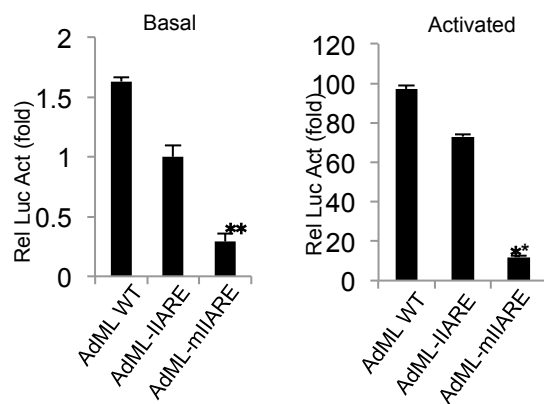 Basal
Rel Luc Act (fold)
2
1.5
1
0.5
0
**
AdML WT
AdML-IIARE
AdML-mIIARE
Activated
Rel Luc Act (fold)
120
100
80
60
40
20
0
**
AdML WT
AdML-IIARE
AdML-mIIARE